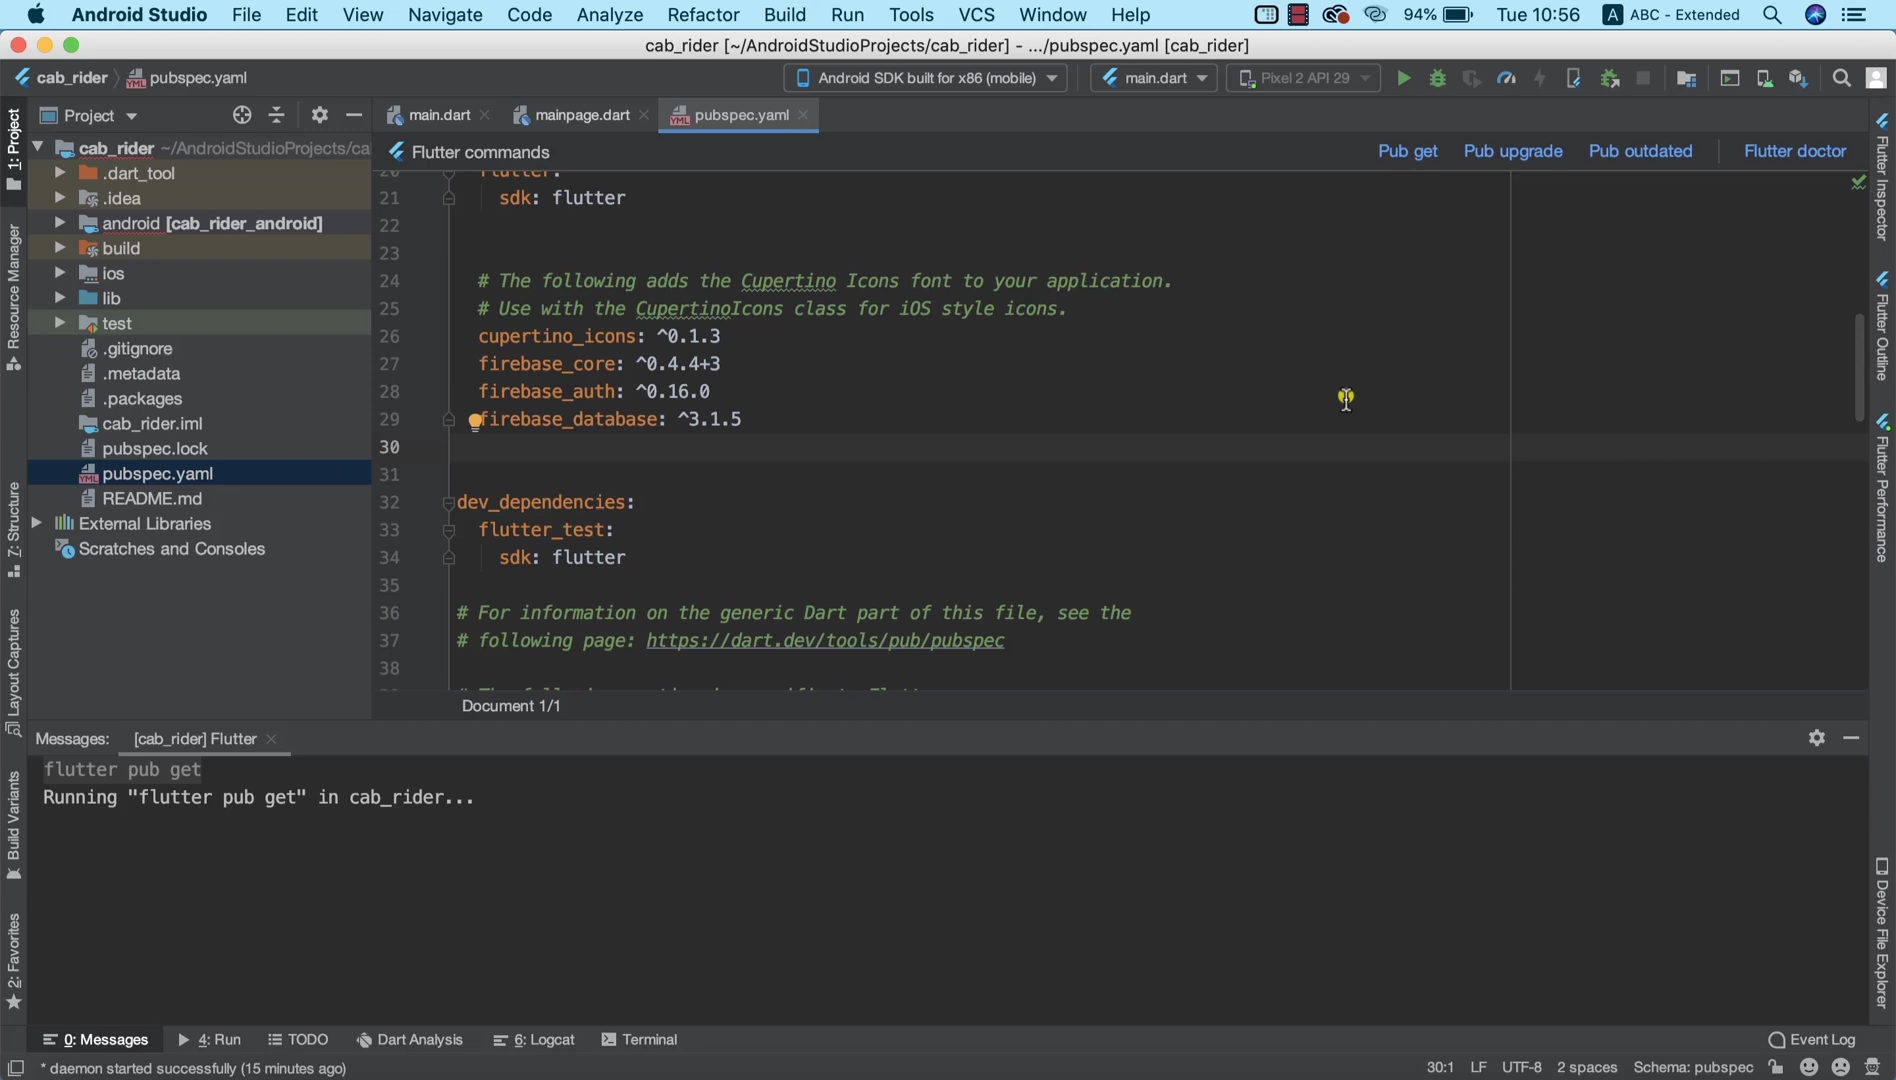 Android Studio File Edit View Navigate Code Analyze Refactor Build Run Tools VCS Window Help 94% Tue 10:56 A ABC - Extended
cab_rider [~/AndroidStudioProjects/cab_rider] - .../pubspec.yaml [cab_rider]
cab_rider pubspec.yaml Android SDK built for x86 (mobile) main.dart Pixel 2 API 29
Project main.dart mainpage.dart pubspec.yaml
cab_rider ~/AndroidStudioProjects/ca
Flutter commands Pub get Pub upgrade Pub outdated Flutter doctor
.dart_tool
.idea
android [cab_rider_android]
build
ios
lib
test
.gitignore
.metadata
.packages
cab_rider.iml
pubspec.lock
pubspec.yaml
README.md
External Libraries
Scratches and Consoles
20 flutter:
21 sdk: flutter
22
23
24 # The following adds the Cupertino Icons font to your application.
25 # Use with the CupertinoIcons class for iOS style icons.
26 cupertino_icons: ^0.1.3
27 firebase_core: ^0.4.4+3
28 firebase_auth: ^0.16.0
29 firebase_database: ^3.1.5
30
31
32 dev_dependencies:
33 flutter_test:
34 sdk: flutter
35
36 # For information on the generic Dart part of this file, see the
37 # following page: https://dart.dev/tools/pub/pubspec
38
Document 1/1
Messages: [cab_rider] Flutter
flutter pub get
Running "flutter pub get" in cab_rider...
1: Project
Resource Manager
7: Structure
Layout Captures
Build Variants
2: Favorites
Flutter Inspector
Flutter Outline
Flutter Performance
Device File Explorer
0: Messages 4: Run TODO Dart Analysis 6: Logcat Terminal Event Log
* daemon started successfully (15 minutes ago) 30:1 LF UTF-8 2 spaces Schema: pubspec